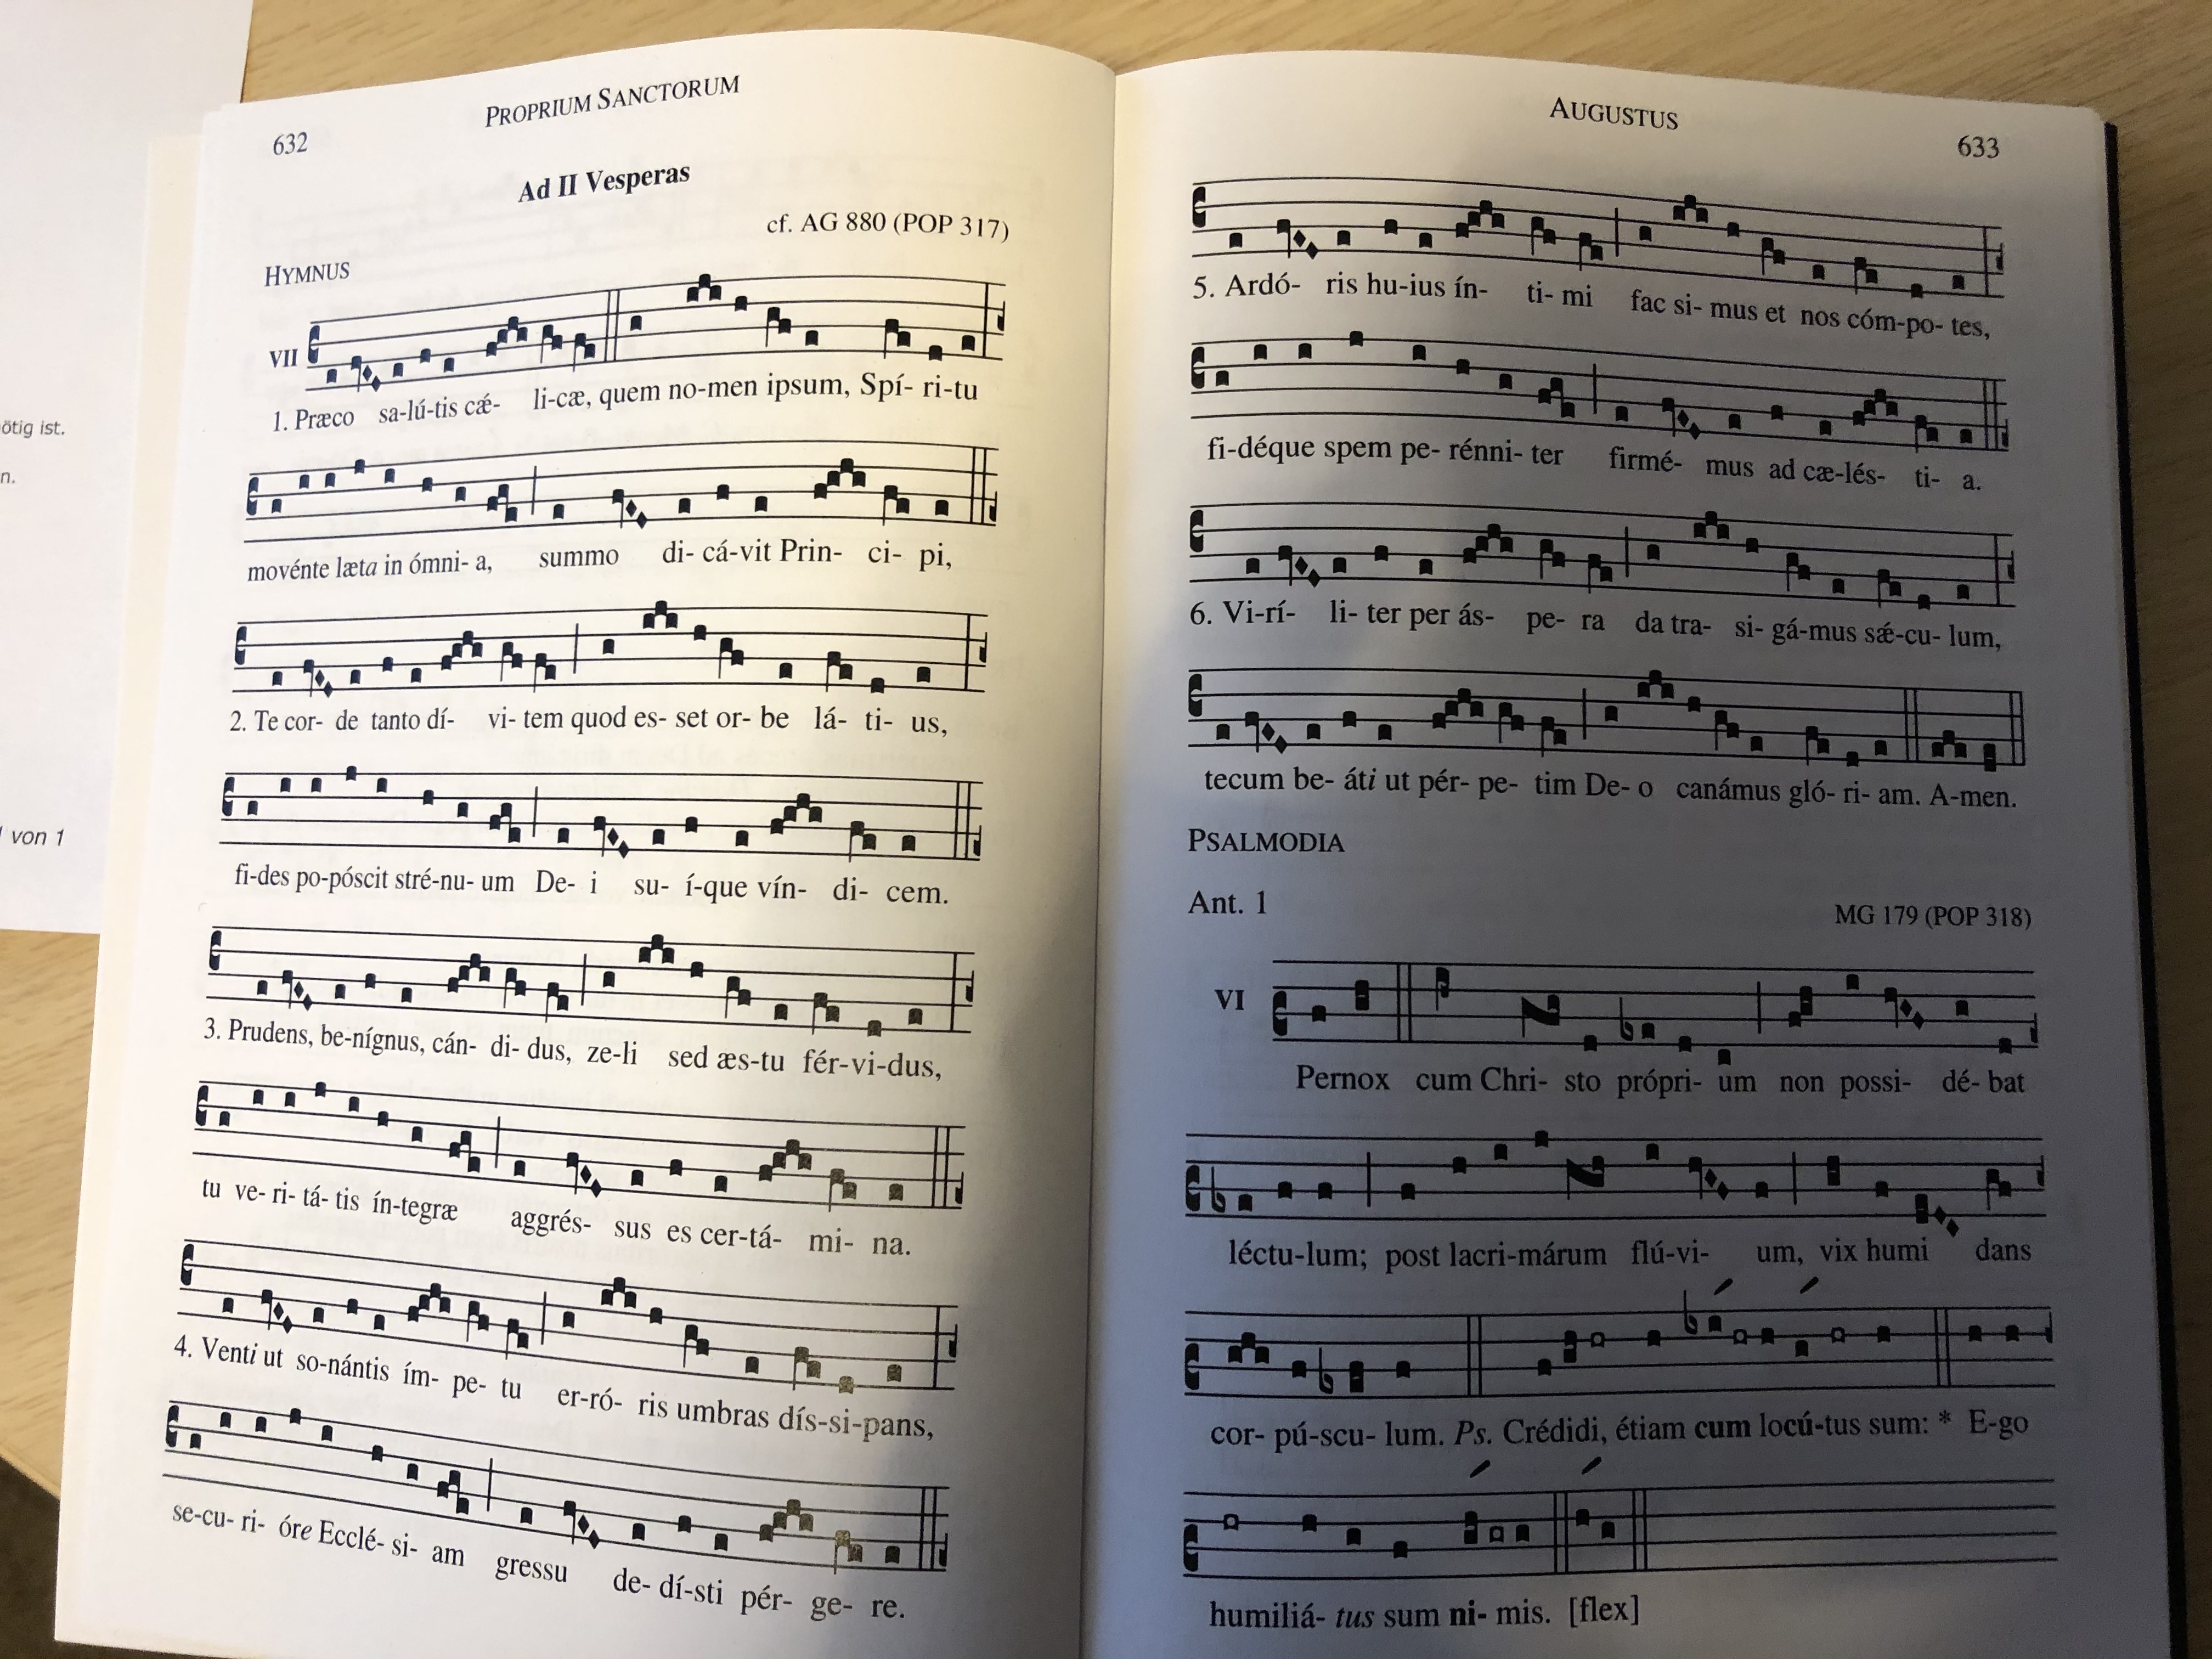 ötig ist.
n.
von 1
632
PROPRIUM SANCTORUM
Ad II Vesperas
cf. AG 880 (POP 317)
HYMNUS
VII
1. Præco sa-lú-tis cǽ- li-cæ, quem no-men ipsum, Spí- ri-tu
movénte læta in ómni- a, summo di- cá-vit Prin- ci- pi,
2. Te cor- de tanto dí- vi- tem quod es- set or- be lá- ti- us,
fi-des po-póscit stré-nu- um De- i su- í-que vín- di- cem.
3. Prudens, be-nígnus, cán- di- dus, ze-li sed æs-tu fér-vi-dus,
tu ve- ri- tá- tis ín-tegræ aggrés- sus es cer-tá- mi- na.
4. Venti ut so-nántis ím- pe- tu er-ró- ris umbras dís-si-pans,
se-cu- ri- óre Ecclé- si- am gressu de- dí-sti pér- ge- re.
AUGUSTUS
633
5. Ardó- ris hu-ius ín- ti- mi fac si- mus et nos cóm-po- tes,
fi-déque spem pe- rénni- ter firmé- mus ad cæ-lés- ti- a.
6. Vi-rí- li- ter per ás- pe- ra da tra- si- gá-mus sǽ-cu- lum,
tecum be- áti ut pér- pe- tim De- o canámus gló- ri- am. A-men.
PSALMODIA
Ant. 1
MG 179 (POP 318)
VI
Pernox cum Chri- sto própri- um non possi- dé- bat
léctu-lum; post lacri-márum flú-vi- um, vix humi dans
cor- pú-scu- lum. Ps. Crédidi, étiam cum locú-tus sum: * E-go
humiliá- tus sum ni- mis. [flex]